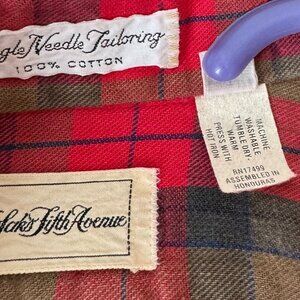 gle Needle Tailoring
100% COTTON
MACHINE
WASHABLE
TUMBLE DRY
WARM
PRESS WITH
HOT IRON
RN17499
ASSEMBLED IN
HONDURAS
Saks Fifth Avenue